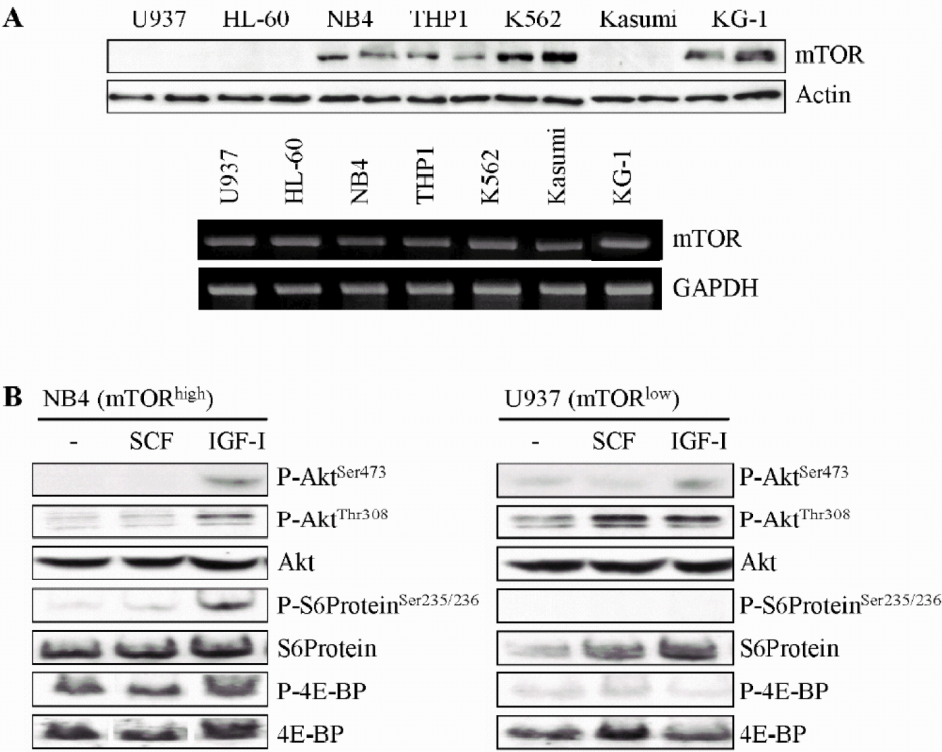 A
U937 HL-60 NB4 THP1 K562 Kasumi KG-1
mTOR
Actin
U937 HL-60 NB4 THP1 K562 Kasumi KG-1
mTOR
GAPDH
B
NB4 (mTORhigh)
- SCF IGF-I
P-AktSer473
P-AktThr308
Akt
P-S6ProteinSer235/236
S6Protein
P-4E-BP
4E-BP
U937 (mTORlow)
- SCF IGF-I
P-AktSer473
P-AktThr308
Akt
P-S6ProteinSer235/236
S6Protein
P-4E-BP
4E-BP